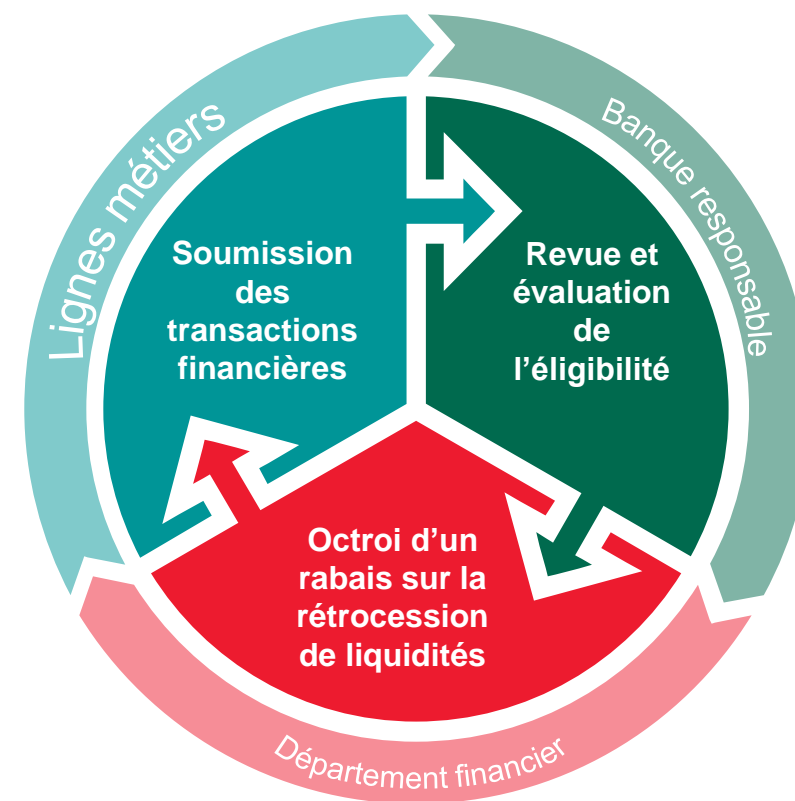 Lignes métiers
Soumission
des
transactions
financières
Banque responsable
Revue et
évaluation
de
l’éligibilité
Octroi d’un
rabais sur la
rétrocession
de liquidités
Département financier